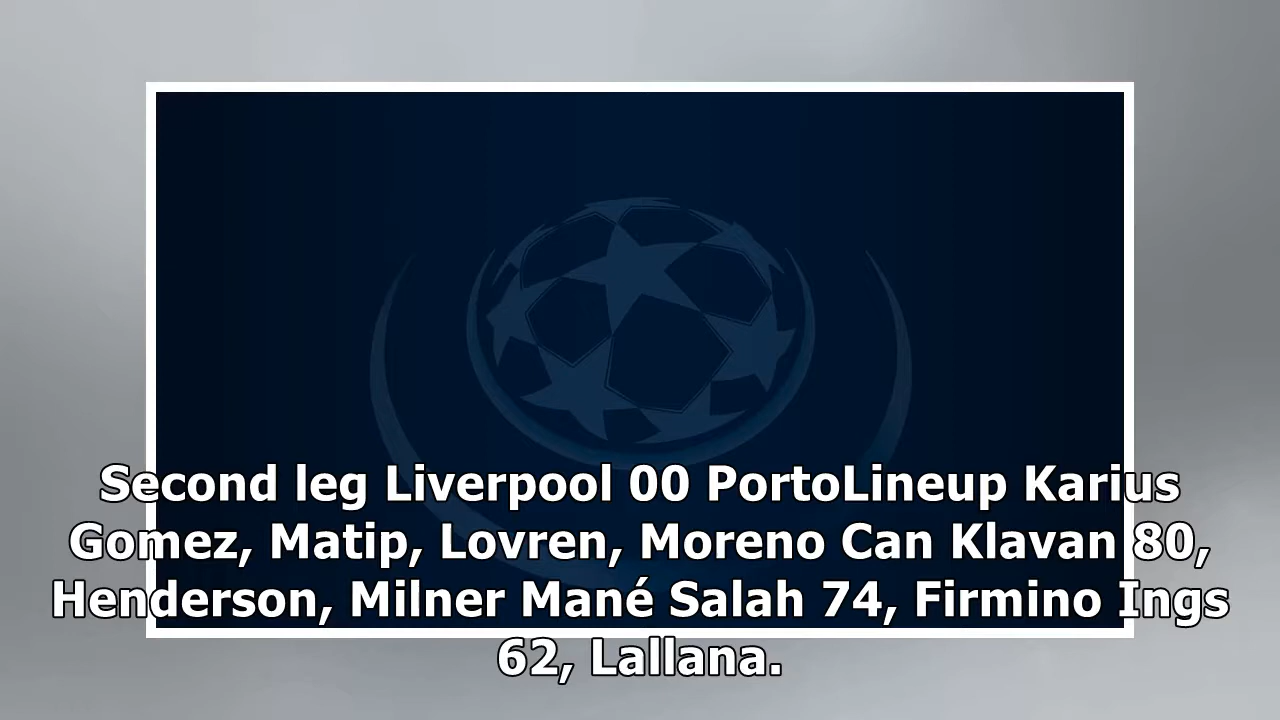 Second leg Liverpool 00 PortoLineup Karius
Gomez, Matip, Lovren, Moreno Can Klavan 80,
Henderson, Milner Mané Salah 74, Firmino Ings
62, Lallana.